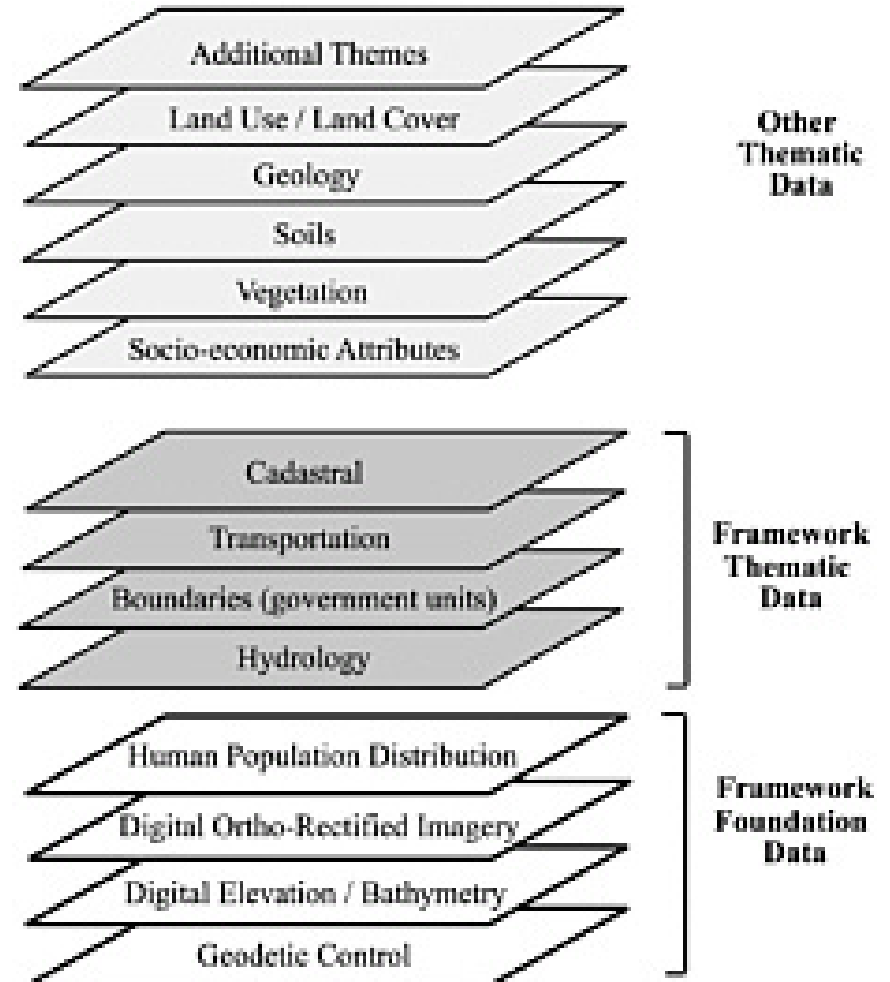 Additional Themes
Land Use / Land Cover
Geology
Soils
Vegetation
Socio-economic Attributes
Other
Thematic
Data
Cadastral
Transportation
Boundaries (government units)
Hydrology
Framework
Thematic
Data
Human Population Distribution
Digital Ortho-Rectified Imagery
Digital Elevation / Bathymetry
Geodetic Control
Framework
Foundation
Data